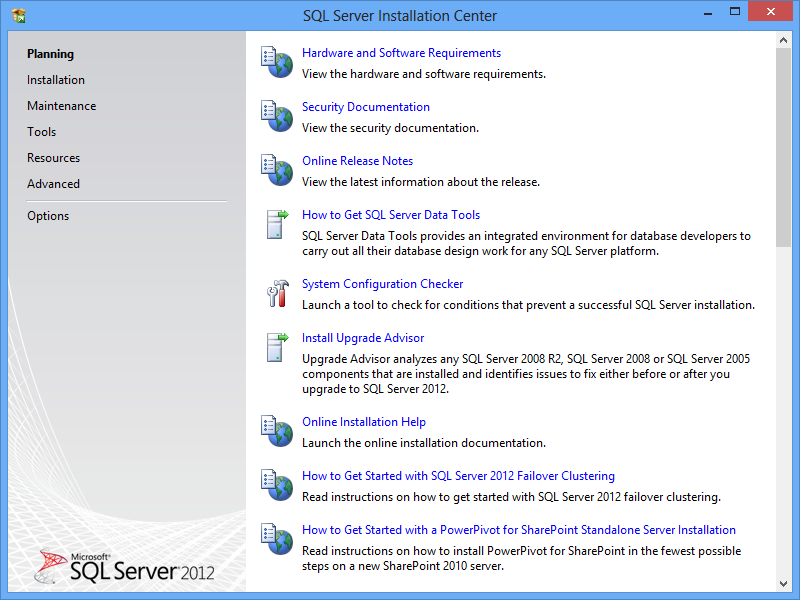 SQL Server Installation Center
Planning
Installation
Maintenance
Tools
Resources
Advanced
Options
Hardware and Software Requirements
View the hardware and software requirements.
Security Documentation
View the security documentation.
Online Release Notes
View the latest information about the release.
How to Get SQL Server Data Tools
SQL Server Data Tools provides an integrated environment for database developers to
carry out all their database design work for any SQL Server platform.
System Configuration Checker
Launch a tool to check for conditions that prevent a successful SQL Server installation.
Install Upgrade Advisor
Upgrade Advisor analyzes any SQL Server 2008 R2, SQL Server 2008 or SQL Server 2005
components that are installed and identifies issues to fix either before or after you
upgrade to SQL Server 2012.
Online Installation Help
Launch the online installation documentation.
How to Get Started with SQL Server 2012 Failover Clustering
Read instructions on how to get started with SQL Server 2012 failover clustering.
How to Get Started with a PowerPivot for SharePoint Standalone Server Installation
Read instructions on how to install PowerPivot for SharePoint in the fewest possible
steps on a new SharePoint 2010 server.
Microsoft®
SQL Server® 2012